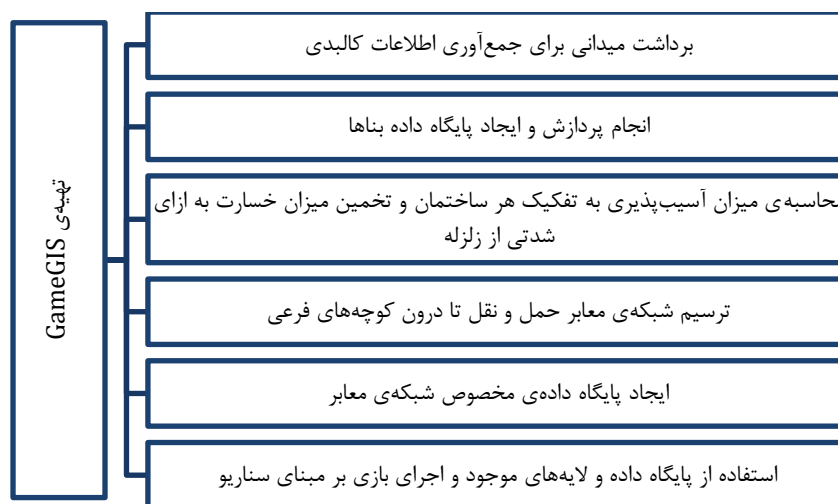 برداشت میدانی برای جمع‌آوری اطلاعات کالبدی
انجام پردازش و ایجاد پایگاه داده بناها
محاسبه‌ی میزان آسیب‌پذیری به تفکیک هر ساختمان و تخمین میزان خسارت به ازای
شدتی از زلزله
ترسیم شبکه‌ی معابر حمل و نقل تا درون کوچه‌های فرعی
ایجاد پایگاه داده‌ی مخصوص شبکه‌ی معابر
استفاده از پایگاه داده و لایه‌های موجود و اجرای بازی بر مبنای سناریو
تهیه‌ی GameGIS